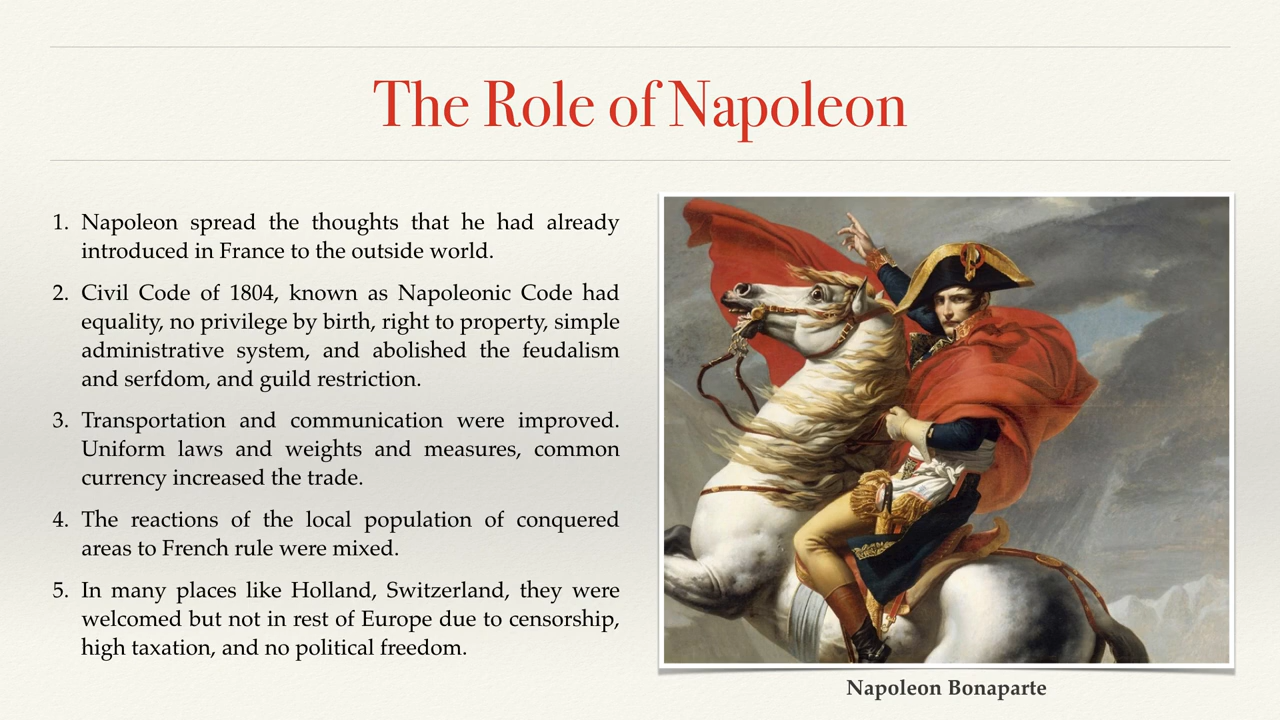 The Role of Napoleon
1. Napoleon spread the thoughts that he had already
introduced in France to the outside world.
2. Civil Code of 1804, known as Napoleonic Code had
equality, no privilege by birth, right to property, simple
administrative system, and abolished the feudalism
and serfdom, and guild restriction.
3. Transportation and communication were improved.
Uniform laws and weights and measures, common
currency increased the trade.
4. The reactions of the local population of conquered
areas to French rule were mixed.
5. In many places like Holland, Switzerland, they were
welcomed but not in rest of Europe due to censorship,
high taxation, and no political freedom.
Napoleon Bonaparte